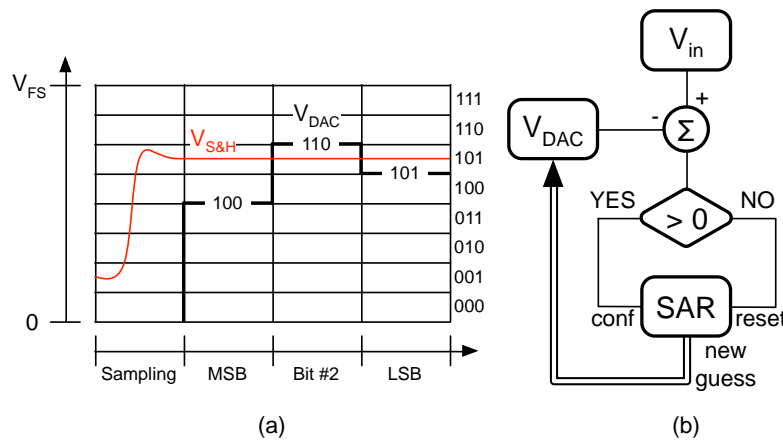 V_FS
V_DAC
V_S&H
100
110
101
111
110
101
100
011
010
001
000
0
Sampling
MSB
Bit #2
LSB
(a)
V_in
+
-
Σ
V_DAC
YES
NO
> 0
conf
SAR
reset
new
guess
(b)